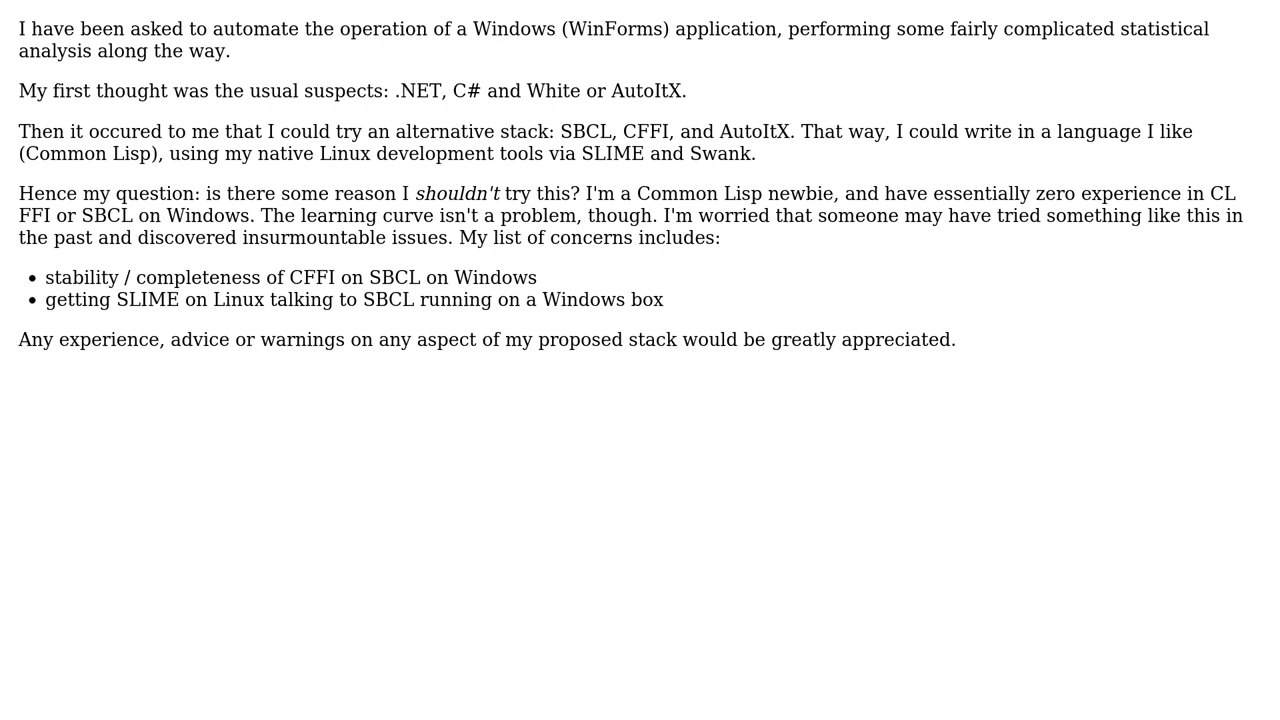 I have been asked to automate the operation of a Windows (WinForms) application, performing some fairly complicated statistical
analysis along the way.
My first thought was the usual suspects: .NET, C# and White or AutoItX.
Then it occured to me that I could try an alternative stack: SBCL, CFFI, and AutoItX. That way, I could write in a language I like
(Common Lisp), using my native Linux development tools via SLIME and Swank.
Hence my question: is there some reason I shouldn't try this? I'm a Common Lisp newbie, and have essentially zero experience in CL
FFI or SBCL on Windows. The learning curve isn't a problem, though. I'm worried that someone may have tried something like this in
the past and discovered insurmountable issues. My list of concerns includes:
• stability / completeness of CFFI on SBCL on Windows
• getting SLIME on Linux talking to SBCL running on a Windows box
Any experience, advice or warnings on any aspect of my proposed stack would be greatly appreciated.